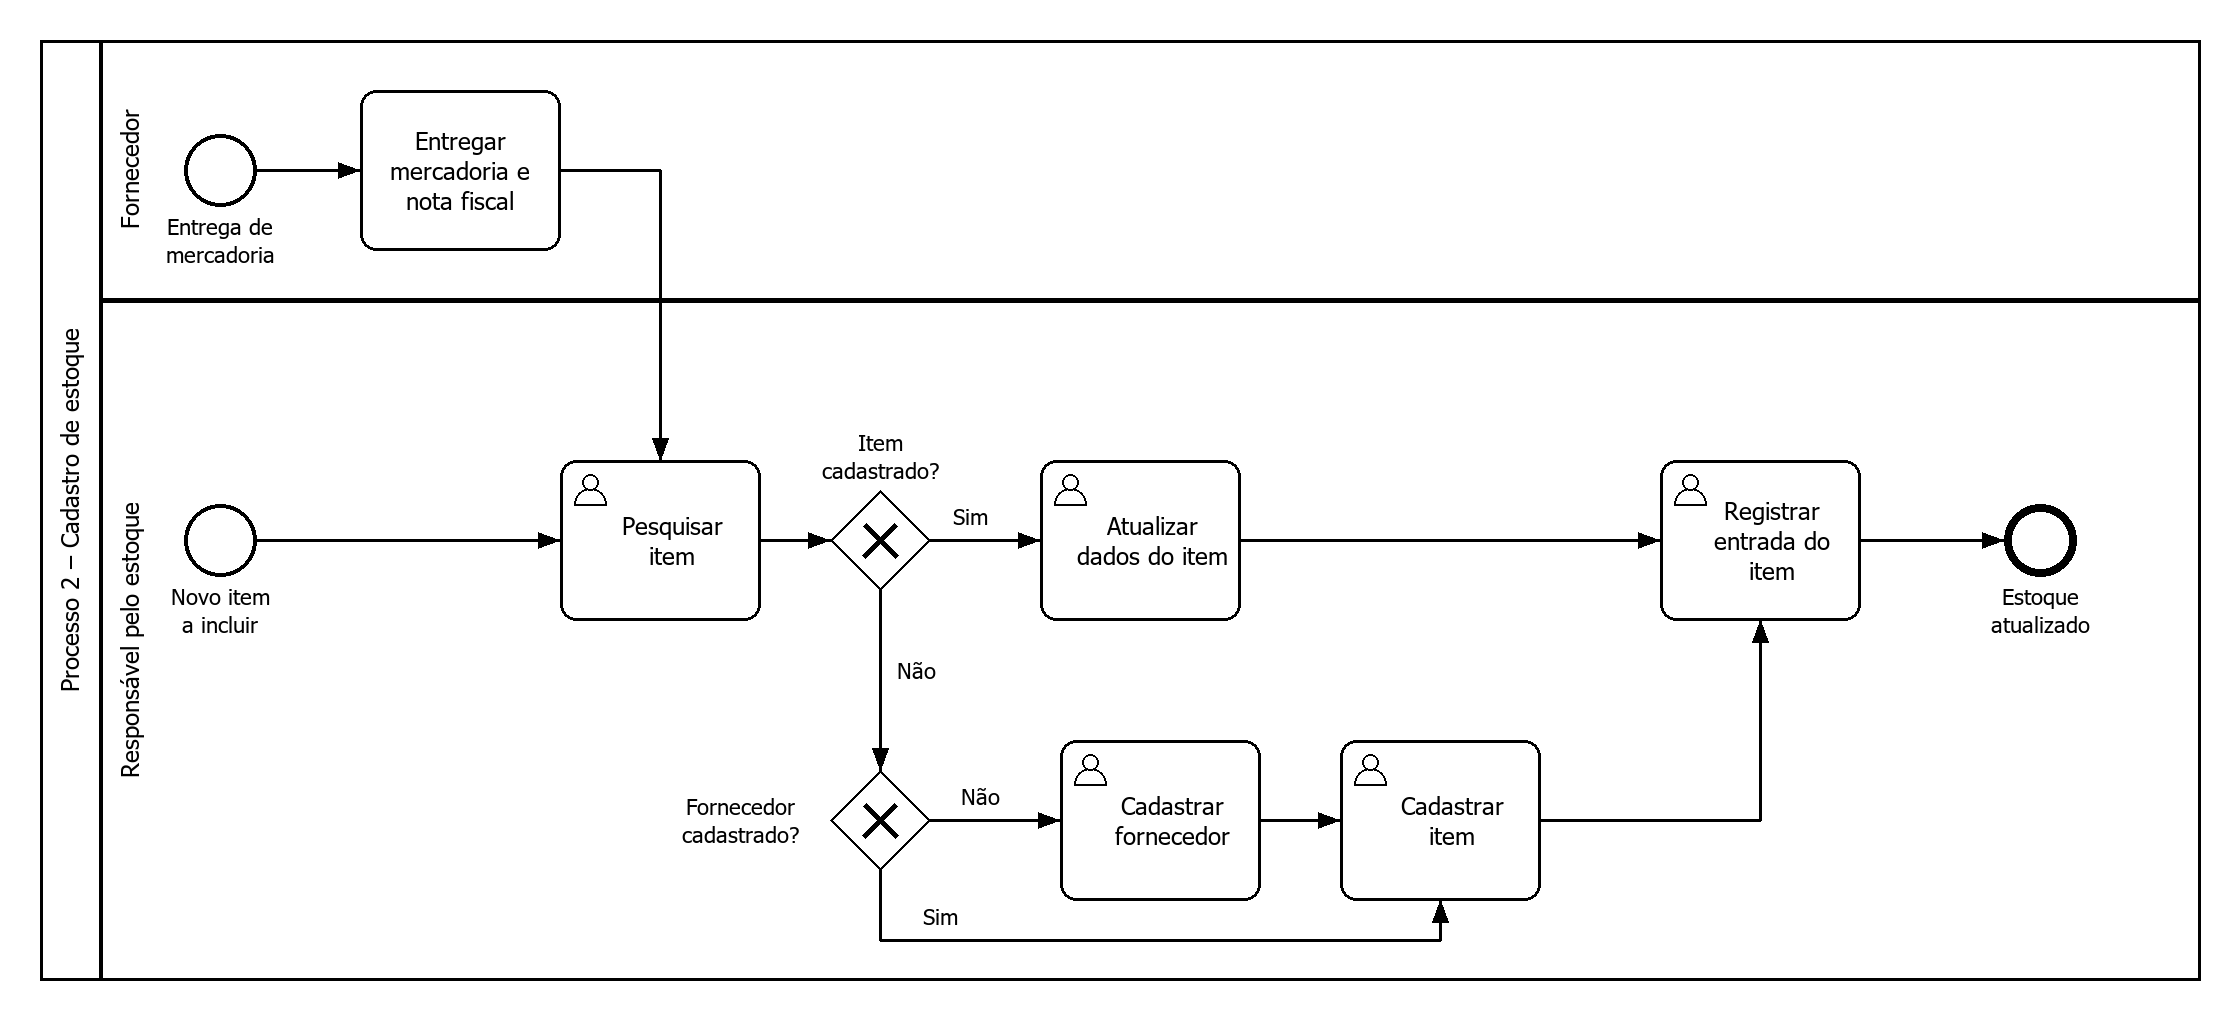 Processo 2 – Cadastro de estoque
Fornecedor
Entrega de
mercadoria
Entregar
mercadoria e
nota fiscal
Responsável pelo estoque
Novo item
a incluir
Pesquisar
item
Item
cadastrado?
Sim
Atualizar
dados do item
Registrar
entrada do
item
Estoque
atualizado
Não
Fornecedor
cadastrado?
Não
Cadastrar
fornecedor
Cadastrar
item
Sim